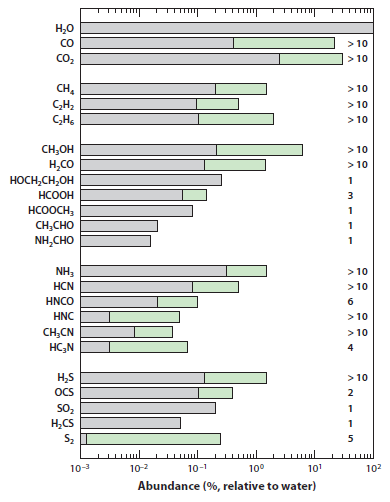 H₂O
CO > 10
CO₂ > 10
CH₄ > 10
C₂H₂ > 10
C₂H₆ > 10
CH₃OH > 10
H₂CO > 10
HOCH₂CH₂OH 1
HCOOH 3
HCOOCH₃ 1
CH₃CHO 1
NH₂CHO 1
NH₃ > 10
HCN > 10
HNCO 6
HNC > 10
CH₃CN > 10
HC₃N 4
H₂S > 10
OCS 2
SO₂ 1
H₂CS 1
S₂ 5
10⁻³ 10⁻² 10⁻¹ 10⁰ 10¹ 10²
Abundance (%, relative to water)